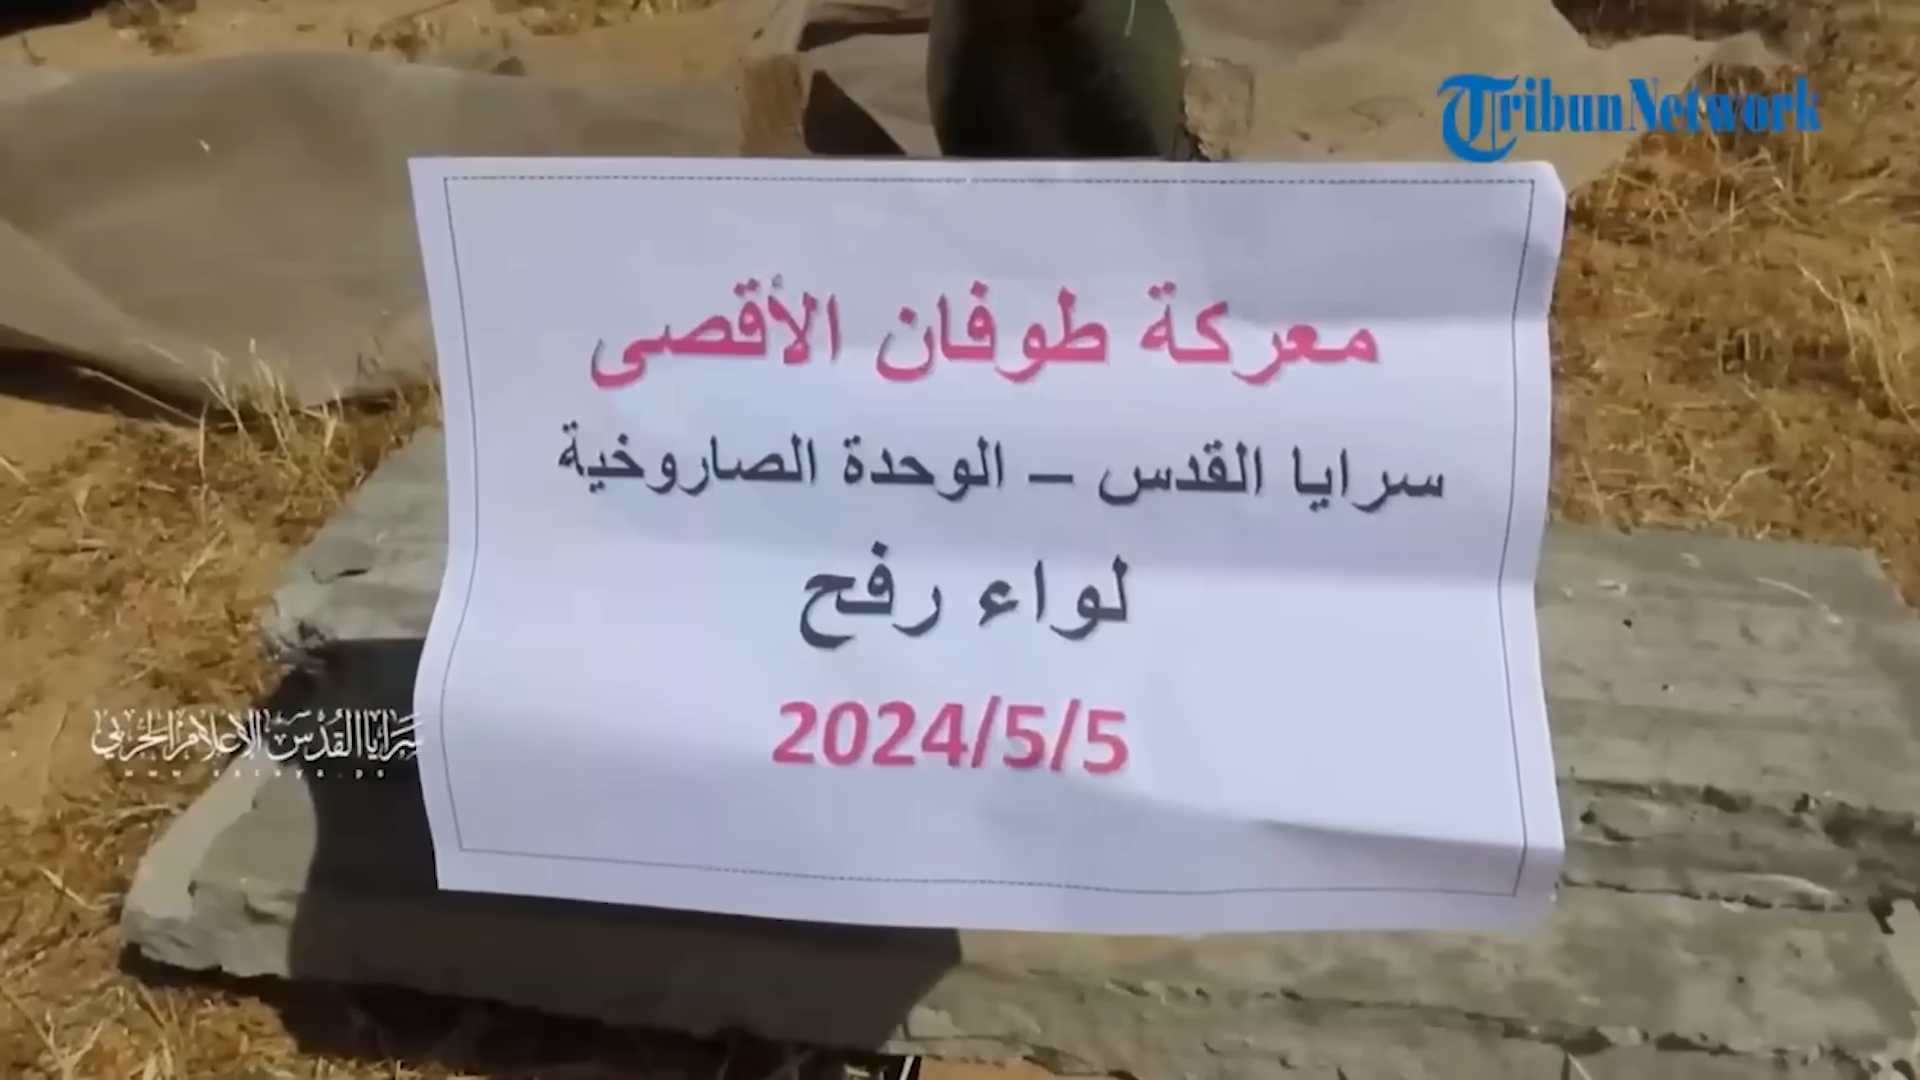 TribunNetwork
معركة طوفان الأقصى
سرايا القدس – الوحدة الصاروخية
لواء رفح
2024/5/5
سرايا القدس الإعلام الحربي